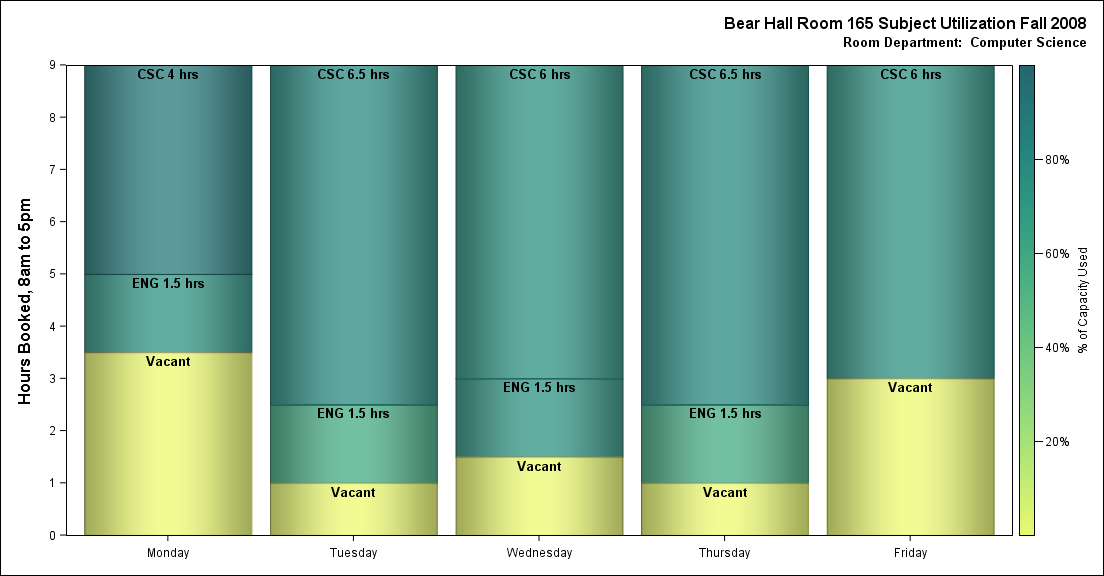 Bear Hall Room 165 Subject Utilization Fall 2008
Room Department:  Computer Science
Hours Booked, 8am to 5pm
9
8
7
6
5
4
3
2
1
0
CSC 4 hrs
ENG 1.5 hrs
Vacant
CSC 6.5 hrs
ENG 1.5 hrs
Vacant
CSC 6 hrs
ENG 1.5 hrs
Vacant
CSC 6.5 hrs
ENG 1.5 hrs
Vacant
CSC 6 hrs
Vacant
Monday
Tuesday
Wednesday
Thursday
Friday
80%
60%
40%
20%
% of Capacity Used